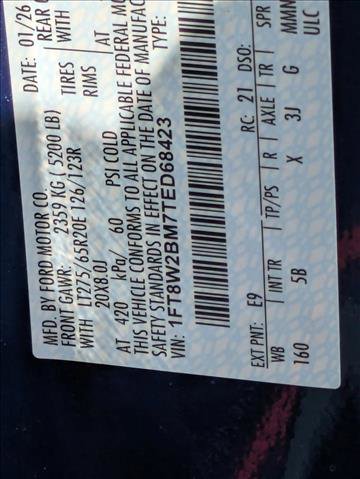 MFD. BY FORD MOTOR CO.
DATE: 01/26
FRONT GAWR: 2359 KG ( 5200 LB)
REAR
WITH LT275/65R20E 126/123R TIRES
WITH
20X8.0J RIMS
AT 420 kPa/ 60 PSI COLD
AT
THIS VEHICLE CONFORMS TO ALL APPLICABLE FEDERAL
SAFETY STANDARDS IN EFFECT ON THE DATE OF
VIN: 1FT8W2BM7TED68423
TYPE:
EXT PNT: E9 RC: 21 DSO:
WB INT TR TP/PS R AXLE TR SPR
160 5B X 3J G
ULC